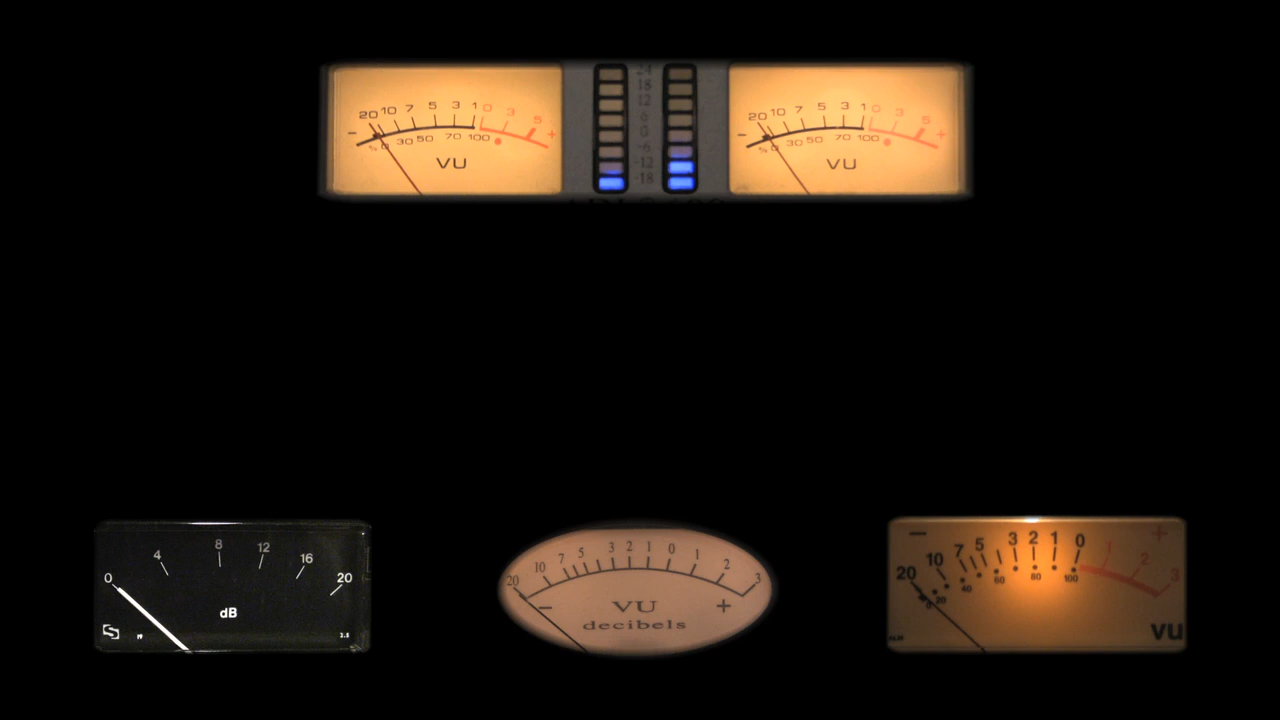 20 10 7 5 3 1 0 3 5
- +
% 0 30 50 70 100
VU
24
18
12
6
0
-6
-12
-18
20 10 7 5 3 1 0 3 5
- +
% 0 30 50 70 100
VU
0 4 8 12 16 20
dB
20 10 7 5 3 2 1 0 1 2 3
- +
VU
decibels
- +
20 10 7 5 3 2 1 0 1 2 3
0 20 40 60 80 100
VU